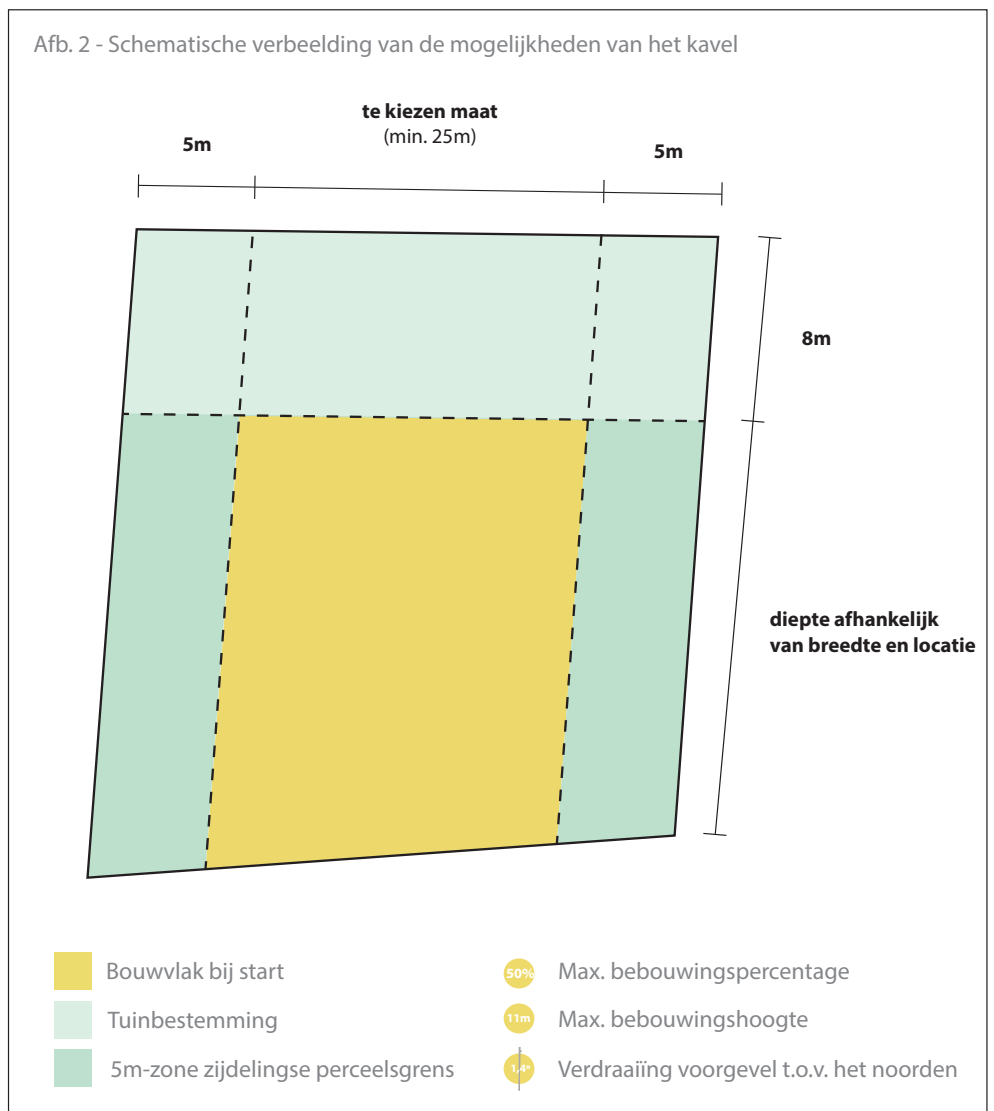 Afb. 2 - Schematische verbeelding van de mogelijkheden van het kavel
te kiezen maat
(min. 25m)
5m
5m
8m
diepte afhankelijk
van breedte en locatie
Bouwvlak bij start
Tuinbestemming
5m-zone zijdelingse perceelsgrens
50% Max. bebouwingspercentage
11m Max. bebouwingshoogte
1,4° Verdraaiïng voorgevel t.o.v. het noorden